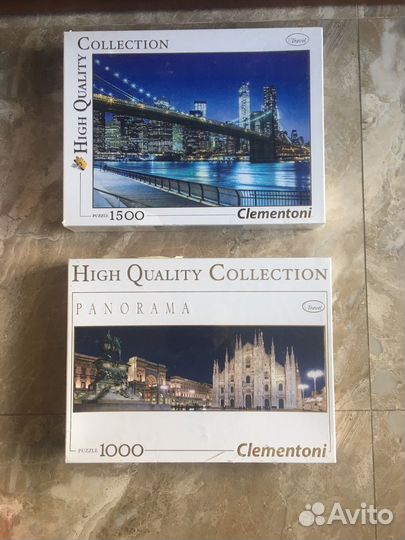 HIGH QUALITY COLLECTION
Travel
PUZZLE 1500
Clementoni
HIGH QUALITY COLLECTION
PANORAMA
Travel
PUZZLE 1000
Clementoni
Avito